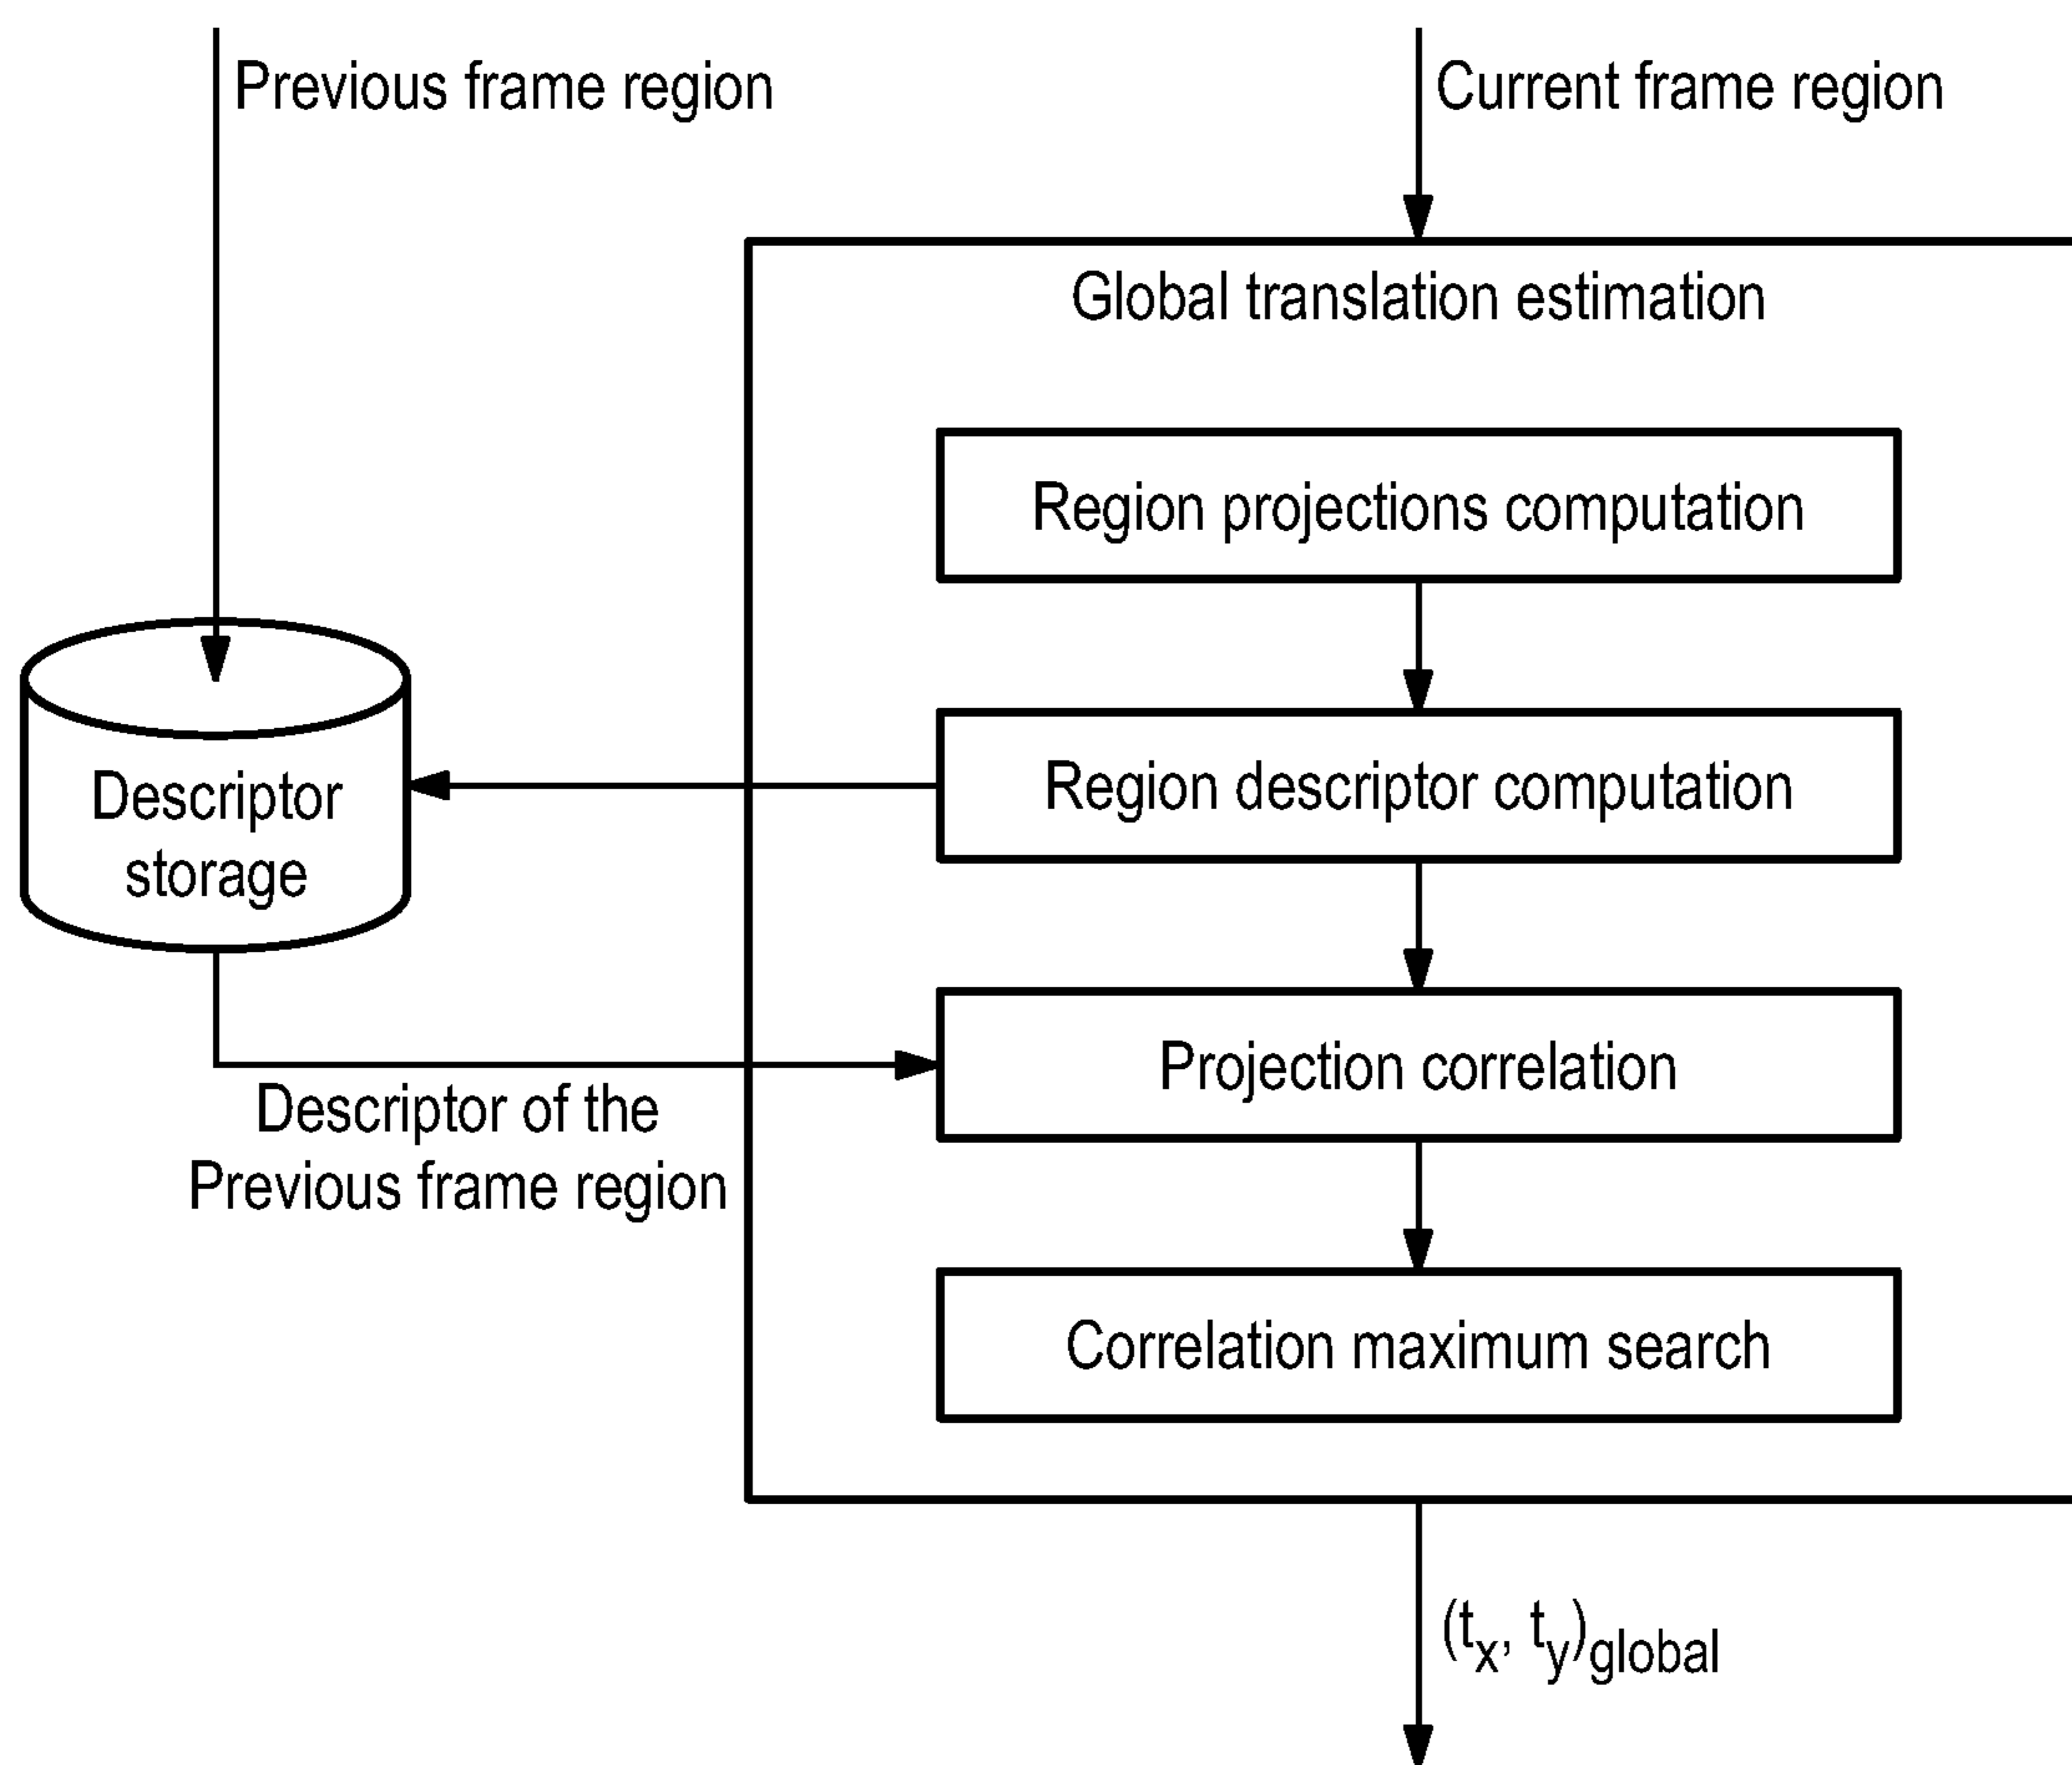 Previous frame region
Current frame region
Global translation estimation
Region projections computation
Region descriptor computation
Descriptor
storage
Projection correlation
Descriptor of the
Previous frame region
Correlation maximum search
(tx, ty)global